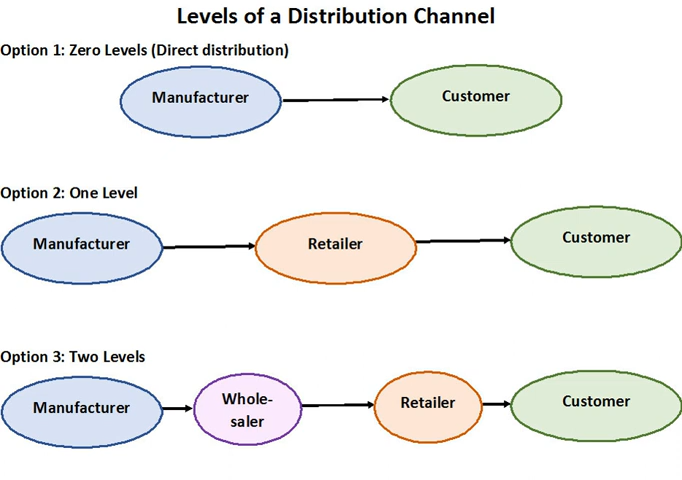 Levels of a Distribution Channel
Option 1: Zero Levels (Direct distribution)
Manufacturer
Customer
Option 2: One Level
Manufacturer
Retailer
Customer
Option 3: Two Levels
Manufacturer
Whole-
saler
Retailer
Customer